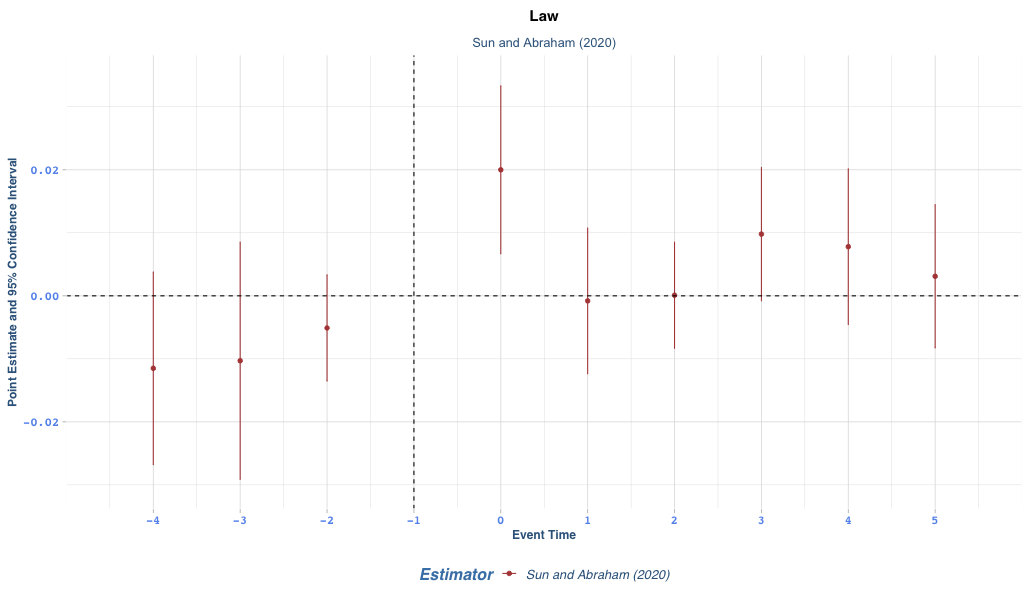 Law
Sun and Abraham (2020)
Point Estimate and 95% Confidence Interval
0.02
0.00
−0.02
−4 −3 −2 −1 0 1 2 3 4 5
Event Time
Estimator Sun and Abraham (2020)